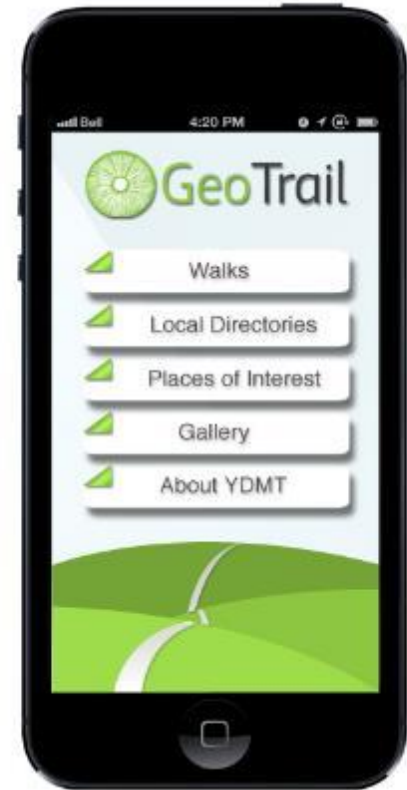 Bell 4:20 PM
GeoTrail
Walks
Local Directories
Places of Interest
Gallery
About YDMT